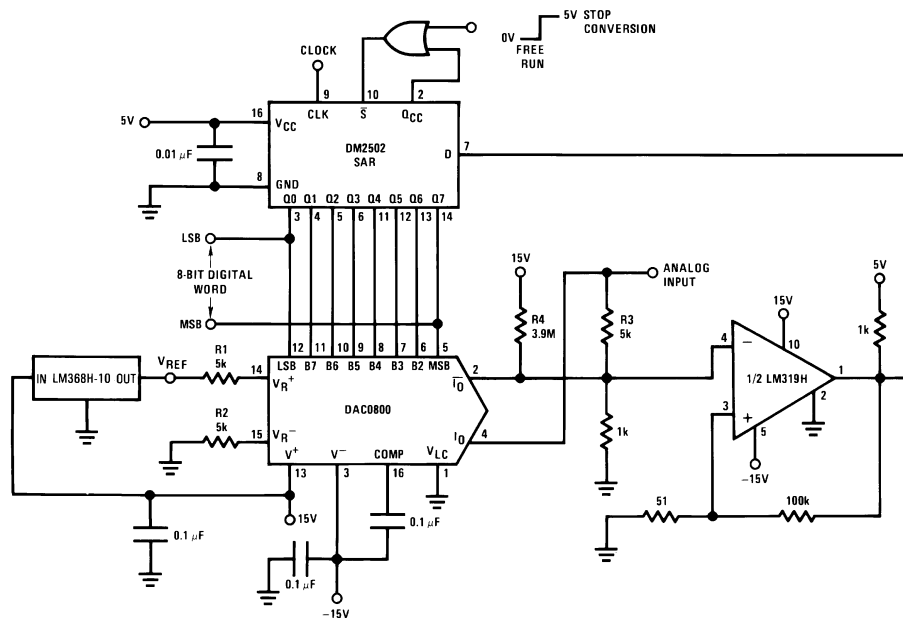 5V STOP
CONVERSION
0V
FREE
RUN
CLOCK
9
10
2
CLK
S̅
QCC
5V
16
VCC
DM2502
SAR
D
7
0.01 μF
8
GND
Q0 Q1 Q2 Q3 Q4 Q5 Q6 Q7
3 4 5 6 11 12 13 14
LSB
8-BIT DIGITAL
WORD
MSB
15V
R4
3.9M
ANALOG
INPUT
R3
5k
5V
1k
15V
10
12 11 10 9 8 7 6 5
LSB B7 B6 B5 B4 B3 B2 MSB
IN LM368H-10 OUT
VREF
R1
5k
14
VR+
DAC0800
I̅O̅
2
4
−
1/2 LM319H
1
2
3
+
5
−15V
1k
R2
5k
15
VR−
IO
4
V+
V−
COMP
VLC
13
3
16
1
0.1 μF
15V
0.1 μF
0.1 μF
−15V
51
100k